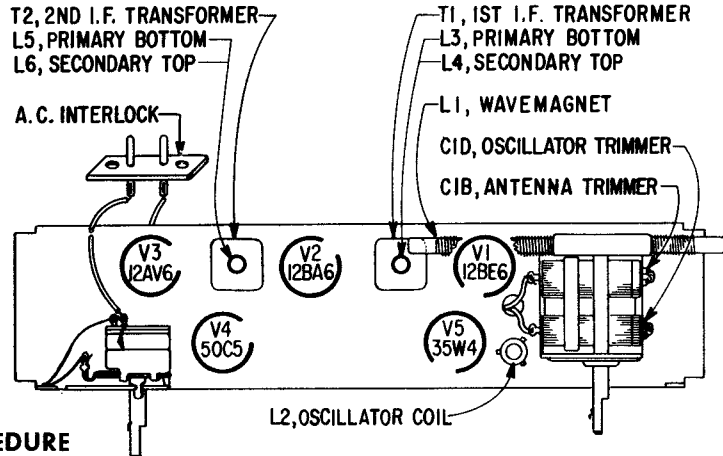 T2, 2ND I.F. TRANSFORMER
L5, PRIMARY BOTTOM
L6, SECONDARY TOP
A.C. INTERLOCK
T1, 1ST I.F. TRANSFORMER
L3, PRIMARY BOTTOM
L4, SECONDARY TOP
L1, WAVEMAGNET
C1D, OSCILLATOR TRIMMER
C1B, ANTENNA TRIMMER
V3
12AV6
V2
12BA6
V1
12BE6
V4
50C5
V5
35W4
L2, OSCILLATOR COIL
EDURE